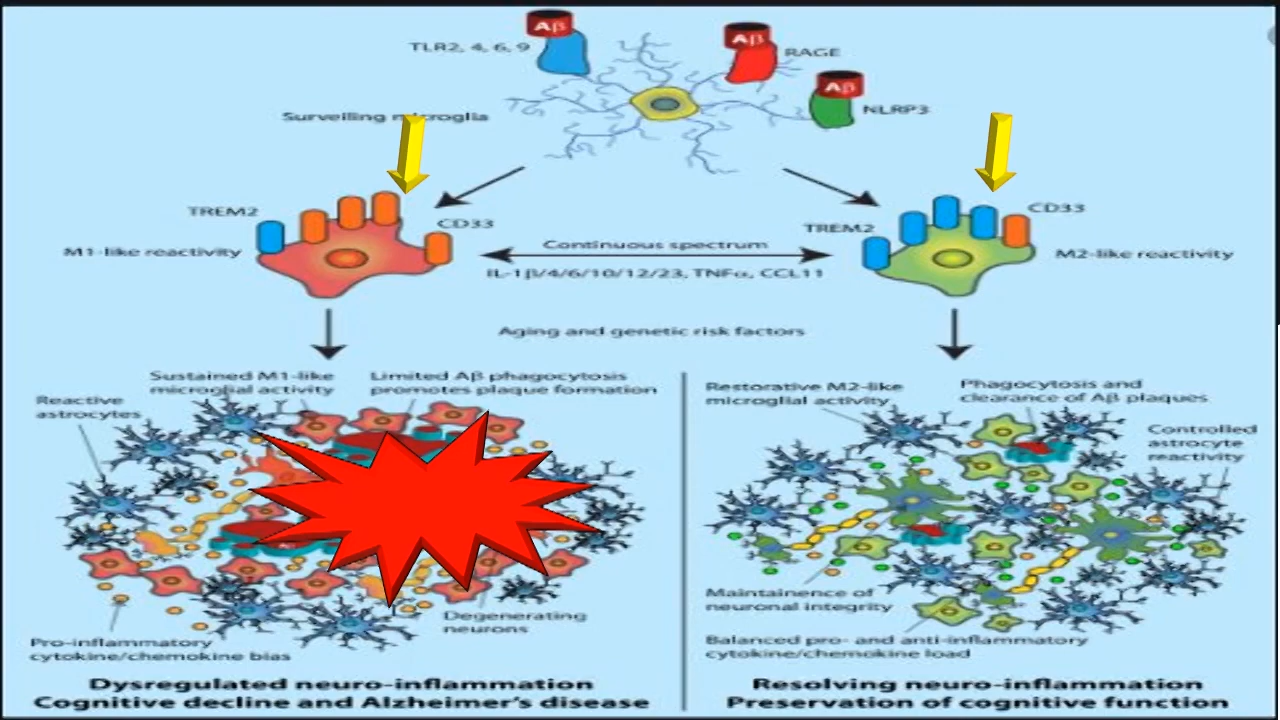 Aβ
Aβ
TLR2, 4, 6, 9
RAGE
Aβ
NLRP3
Surveiling microglia
TREM2
CD33
M1-like reactivity
CD33
TREM2
M2-like reactivity
Continuous spectrum
IL-1β/4/6/10/12/23, TNFα, CCL11
Aging and genetic risk factors
Sustained M1-like
microglial activity
Limited Aβ phagocytosis
promotes plaque formation
Reactive
astrocytes
Restorative M2-like
microglial activity
Phagocytosis and
clearance of Aβ plaques
Controlled
astrocyte
reactivity
Degenerating
neurons
Pro-inflammatory
cytokine/chemokine bias
Maintainence of
neuronal integrity
Balanced pro- and anti-inflammatory
cytokine/chemokine load
Dysregulated neuro-inflammation
Cognitive decline and Alzheimer's disease
Resolving neuro-inflammation
Preservation of cognitive function